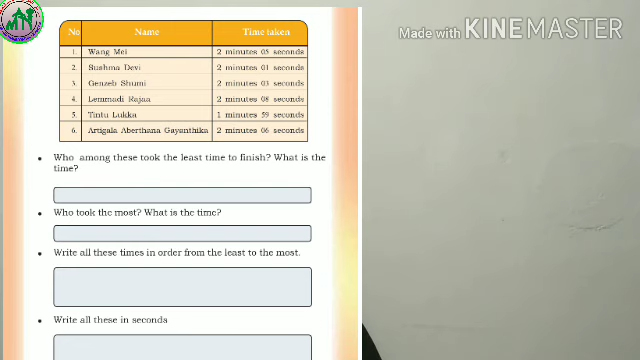 Made with KINEMASTER
No Name Time taken
1. Wang Mei 2 minutes 05 seconds
2. Sushma Devi 2 minutes 01 seconds
3. Genzeb Shumi 2 minutes 03 seconds
4. Lemmadi Rajaa 2 minutes 08 seconds
5. Tintu Lukka 1 minutes 59 seconds
6. Artigala Aberthana Gayanthika 2 minutes 06 seconds
• Who among these took the least time to finish? What is the
time?
• Who took the most? What is the time?
• Write all these times in order from the least to the most.
• Write all these in seconds